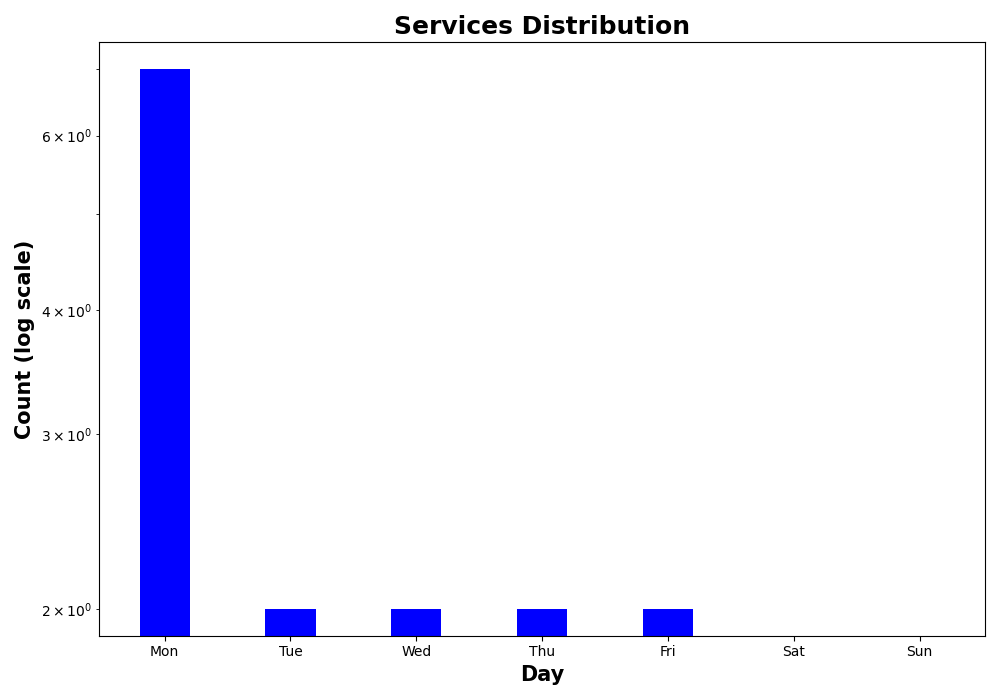 Services Distribution
Count (log scale)
6 × 10⁰
4 × 10⁰
3 × 10⁰
2 × 10⁰
Mon Tue Wed Thu Fri Sat Sun
Day